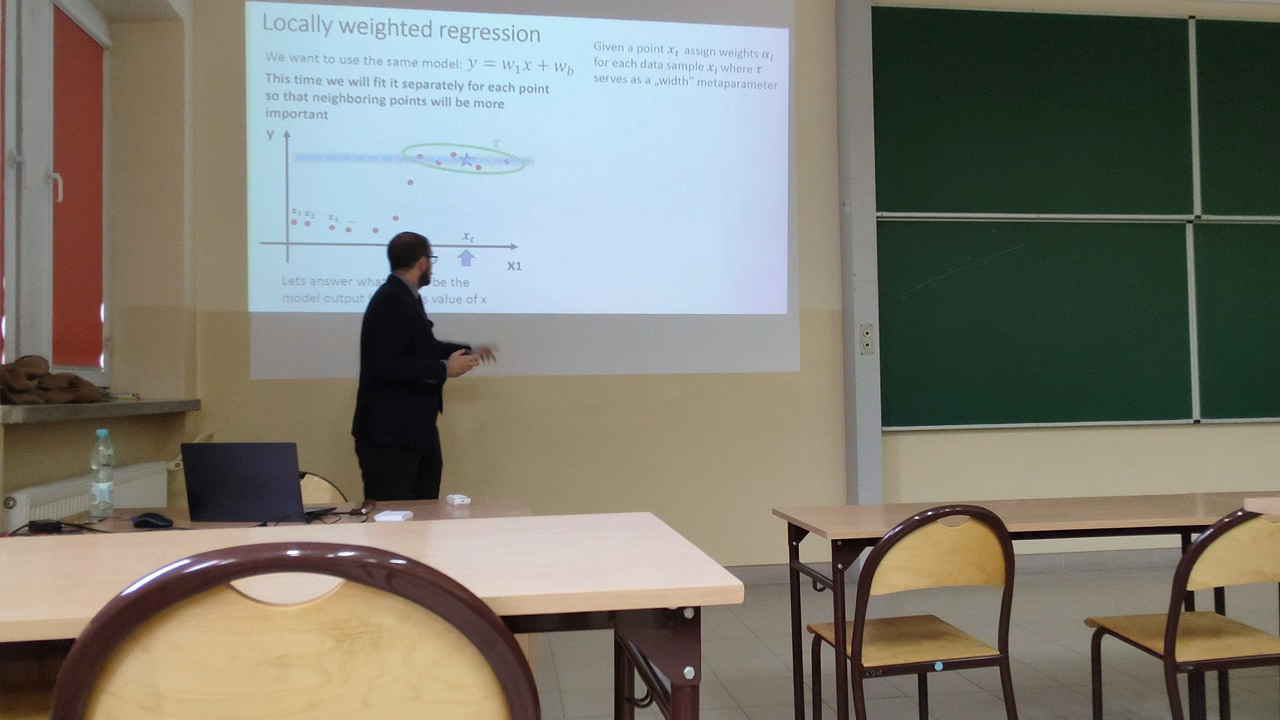 Locally weighted regression
We want to use the same model: y = w₁x + w_b
This time we will fit it separately for each point
so that neighboring points will be more
important
Given a point xₜ assign weights αᵢ
for each data sample xᵢ where τ
serves as a „width" metaparameter
y
τ
x₁ x₂ x₃ ...
xₜ
X1
Lets answer be the
model output value of x